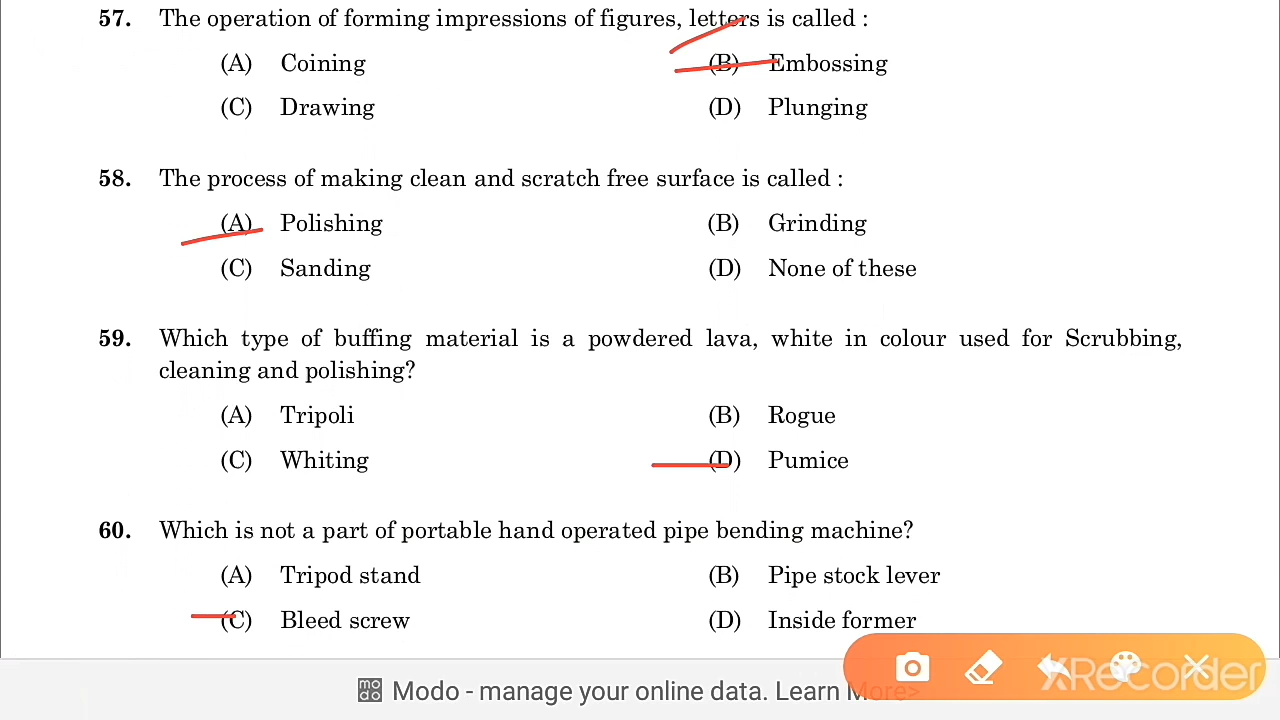 57. The operation of forming impressions of figures, letters is called :
(A) Coining (B) Embossing
(C) Drawing (D) Plunging
58. The process of making clean and scratch free surface is called :
(A) Polishing (B) Grinding
(C) Sanding (D) None of these
59. Which type of buffing material is a powdered lava, white in colour used for Scrubbing,
cleaning and polishing?
(A) Tripoli (B) Rogue
(C) Whiting (D) Pumice
60. Which is not a part of portable hand operated pipe bending machine?
(A) Tripod stand (B) Pipe stock lever
(C) Bleed screw (D) Inside former
XRecorder
mo do Modo - manage your online data. Learn More>